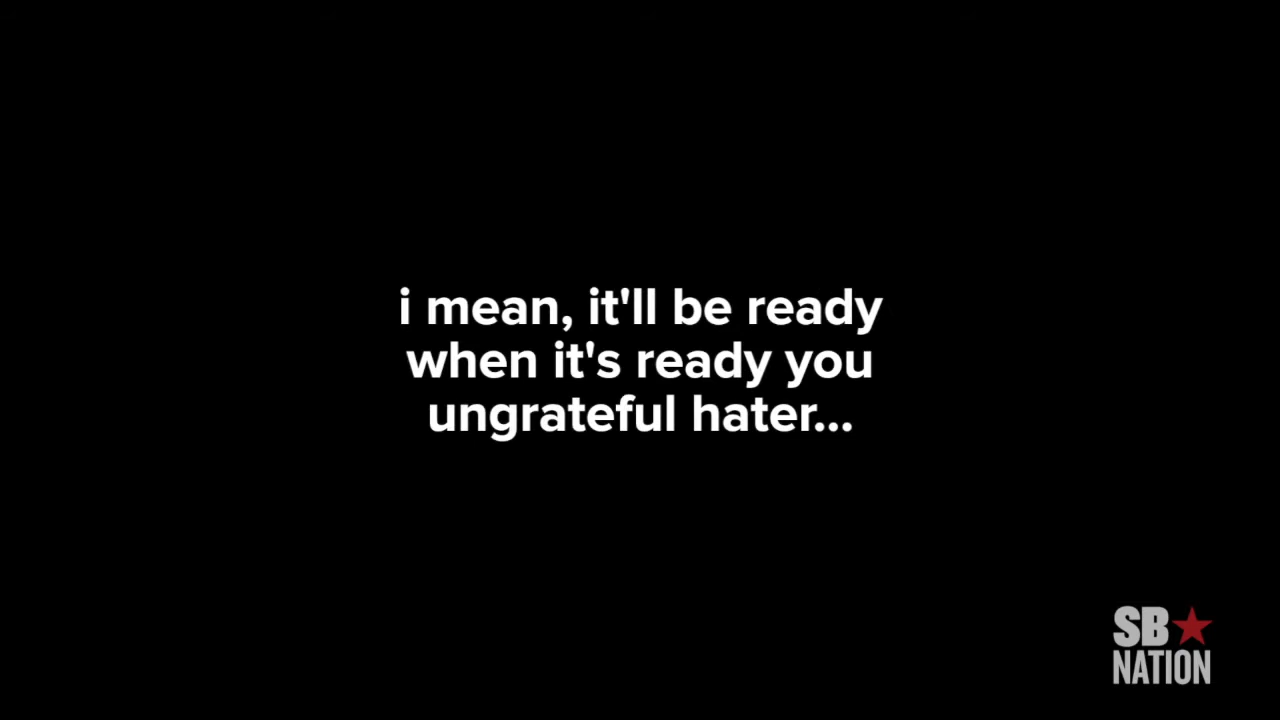 i mean, it'll be ready
when it's ready you
ungrateful hater...
SB
NATION